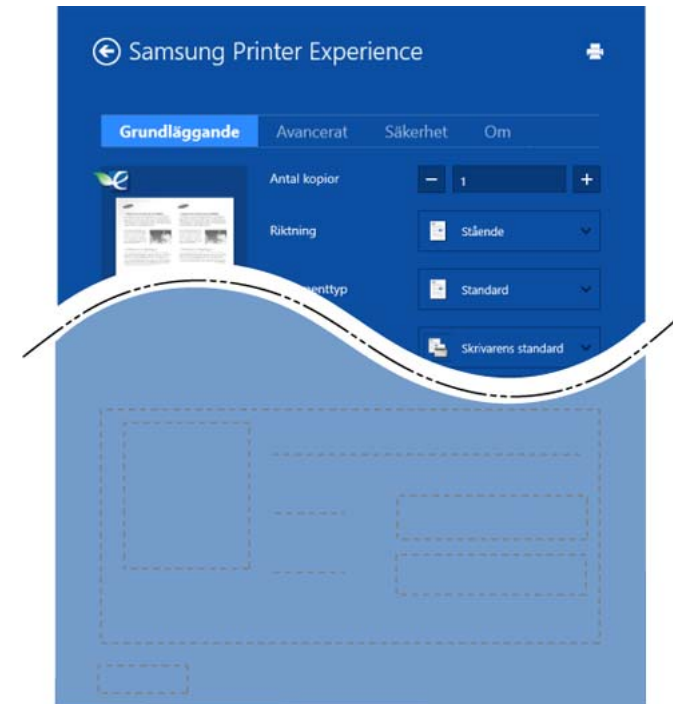 Samsung Printer Experience
Grundläggande Avancerat Säkerhet Om
Antal kopior 1
Riktning Stående
Standard
Skrivarens standard